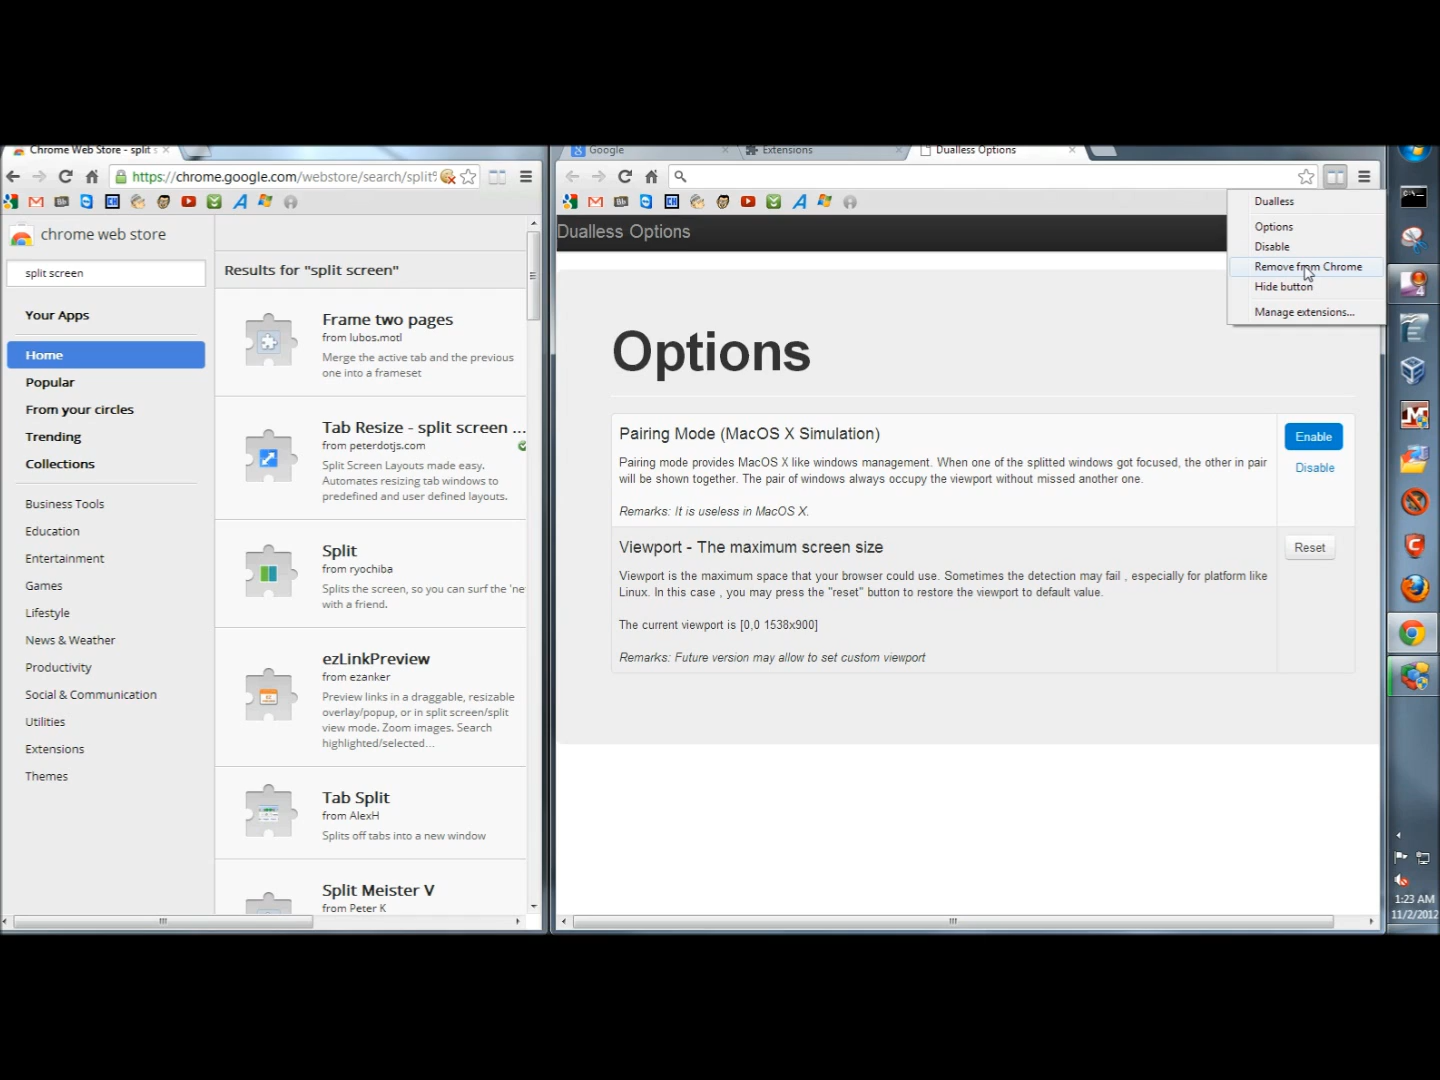 Chrome Web Store - split s
https://chrome.google.com/webstore/search/split%
chrome web store
split screen
Your Apps
Home
Popular
From your circles
Trending
Collections
Business Tools
Education
Entertainment
Games
Lifestyle
News & Weather
Productivity
Social & Communication
Utilities
Extensions
Themes
Results for "split screen"
Frame two pages
from lubos.motl
Merge the active tab and the previous
one into a frameset
Tab Resize - split screen ...
from peterdotjs.com
Split Screen Layouts made easy.
Automates resizing tab windows to
predefined and user defined layouts.
Split
from ryochiba
Splits the screen, so you can surf the 'ne
with a friend.
ezLinkPreview
from ezanker
Preview links in a draggable, resizable
overlay/popup, or in split screen/split
view mode. Zoom images. Search
highlighted/selected...
Tab Split
from AlexH
Splits off tabs into a new window
Split Meister V
from Peter K
Google
Extensions
Dualless Options
Dualless Options
Dualless
Options
Disable
Remove from Chrome
Hide button
Manage extensions...
Options
Pairing Mode (MacOS X Simulation)
Pairing mode provides MacOS X like windows management. When one of the splitted windows got focused, the other in pair
will be shown together. The pair of windows always occupy the viewport without missed another one.
Remarks: It is useless in MacOS X.
Enable
Disable
Viewport - The maximum screen size
Viewport is the maximum space that your browser could use. Sometimes the detection may fail , especially for platform like
Linux. In this case , you may press the "reset" button to restore the viewport to default value.
The current viewport is [0,0 1538x900]
Remarks: Future version may allow to set custom viewport
Reset
1:23 AM
11/2/2012